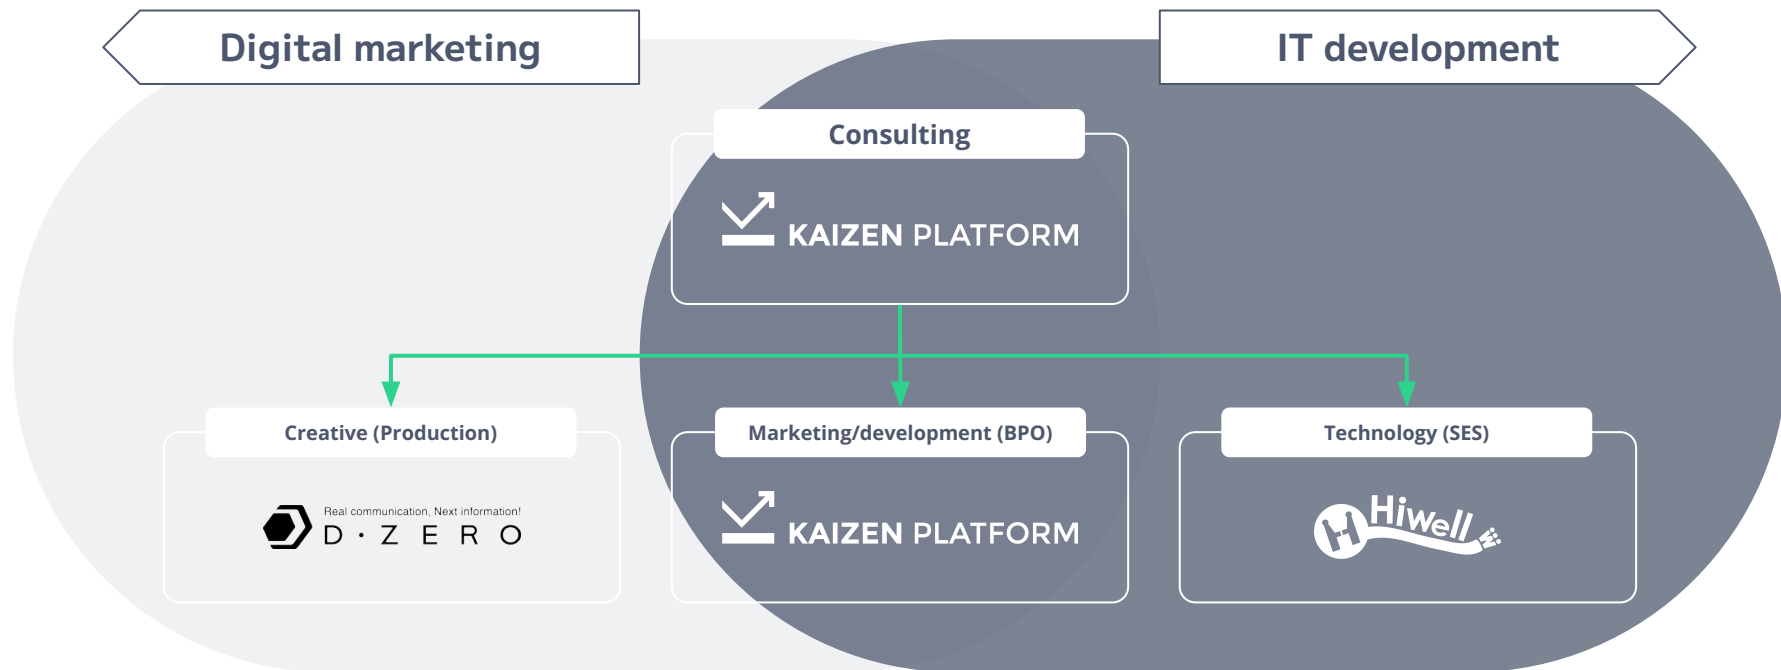 Digital marketing
IT development
Consulting
KAIZEN PLATFORM
Creative (Production)
Marketing/development (BPO)
Technology (SES)
Real communication, Next information!
D・ZERO
KAIZEN PLATFORM
Hiwell